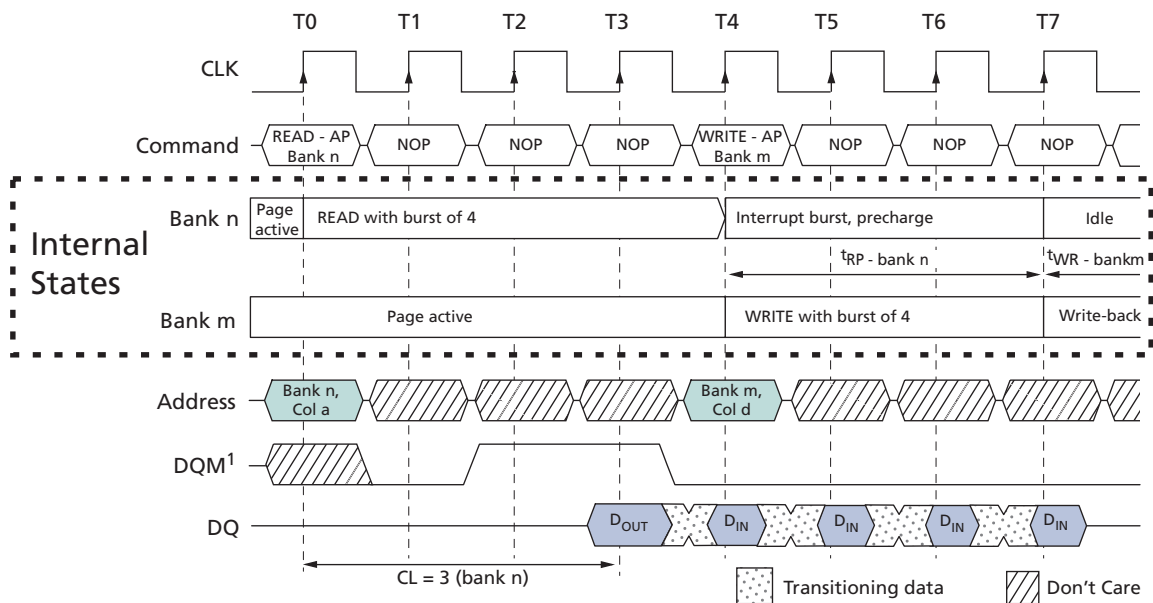 T0 T1 T2 T3 T4 T5 T6 T7
CLK
Command READ - AP Bank n NOP NOP NOP WRITE - AP Bank m NOP NOP NOP
Internal States
Bank n Page active READ with burst of 4 Interrupt burst, precharge Idle
tRP - bank n tWR - bankm
Bank m Page active WRITE with burst of 4 Write-back
Address Bank n, Col a Bank m, Col d
DQM1
DQ DOUT DIN DIN DIN DIN
CL = 3 (bank n)
Transitioning data Don't Care